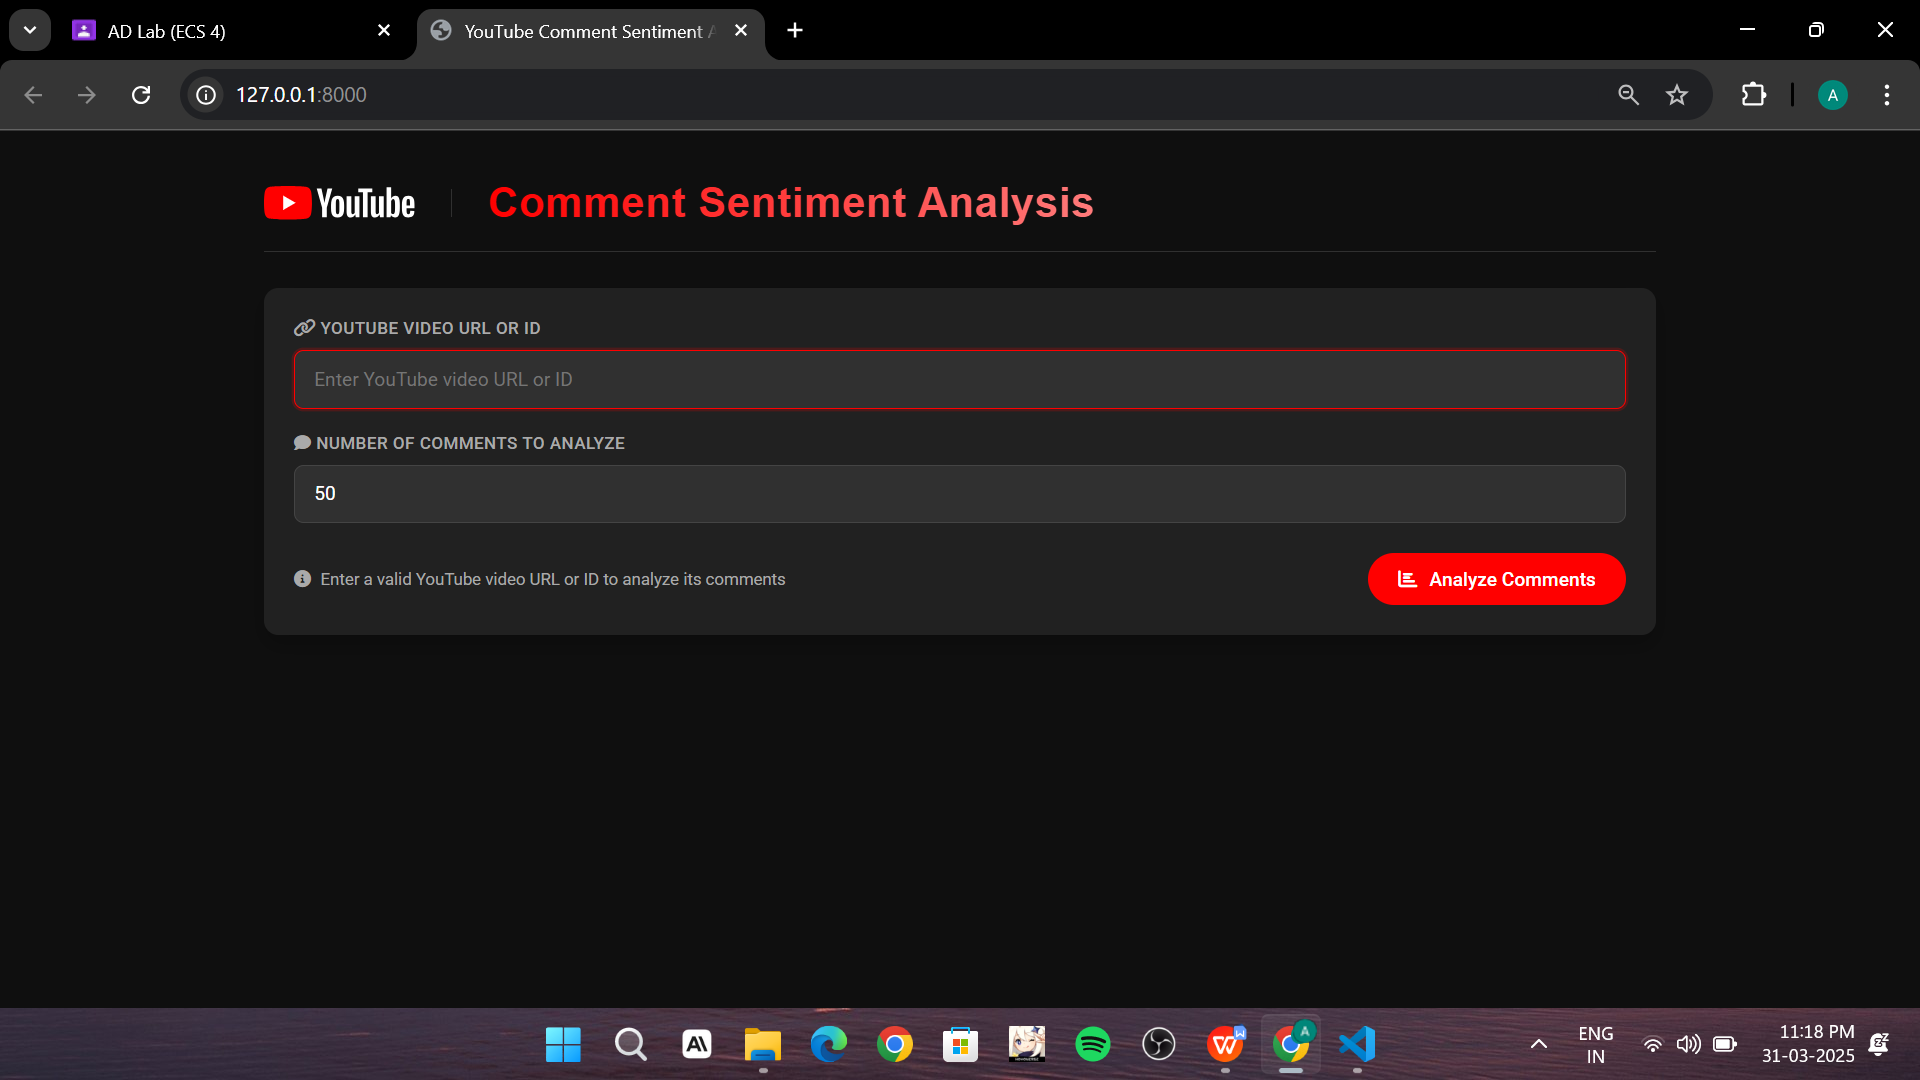 AD Lab (ECS 4)
YouTube Comment Sentiment
127.0.0.1:8000
A
YouTube
Comment Sentiment Analysis
YOUTUBE VIDEO URL OR ID
Enter YouTube video URL or ID
NUMBER OF COMMENTS TO ANALYZE
50
Enter a valid YouTube video URL or ID to analyze its comments
Analyze Comments
ENG
IN
11:18 PM
31-03-2025